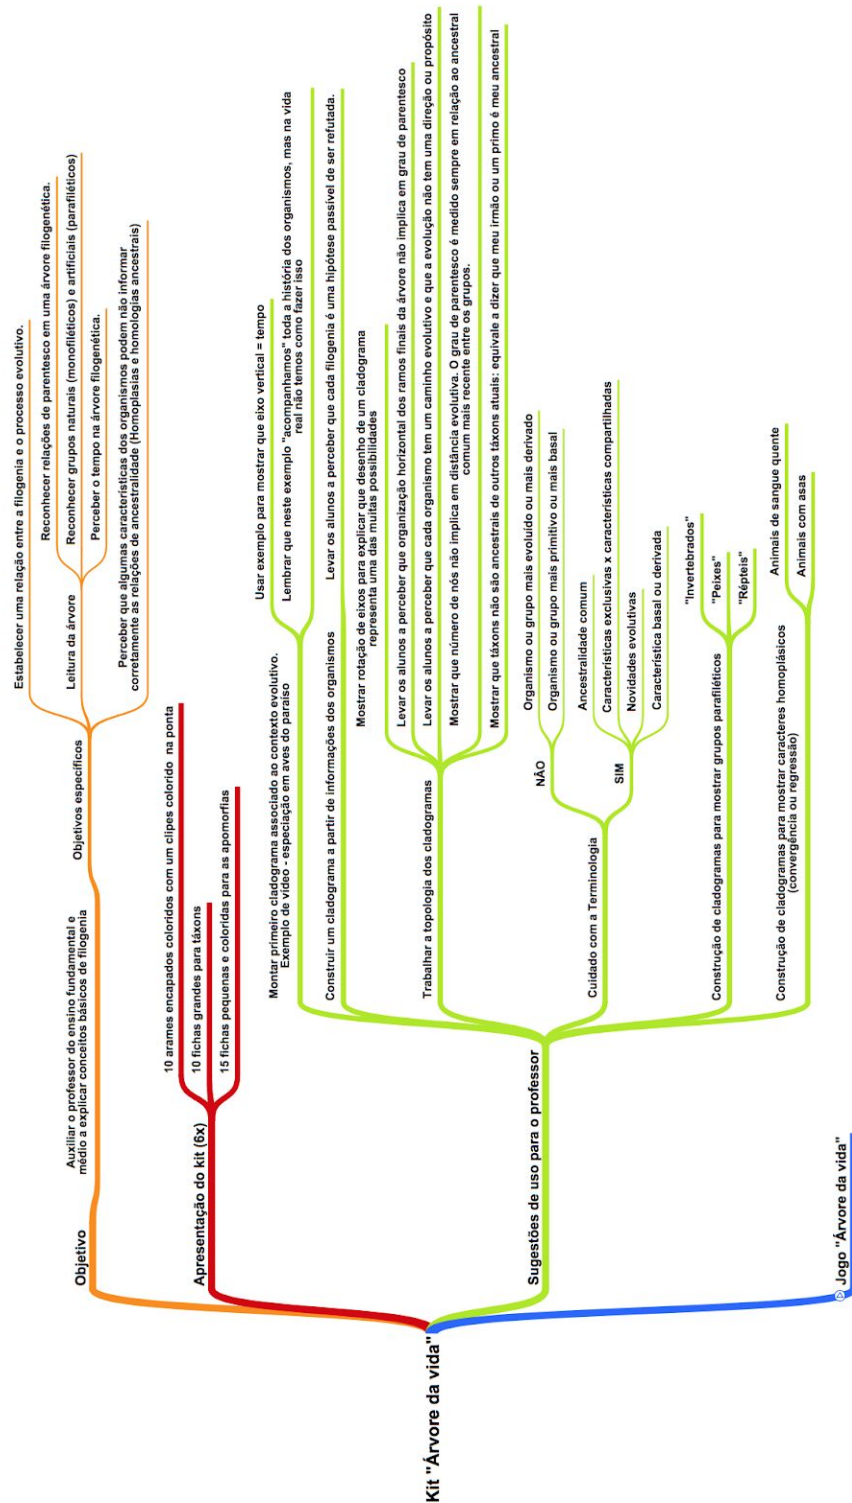 Kit "Árvore da vida"
Objetivo
Auxiliar o professor do ensino fundamental e
médio a explicar conceitos básicos de filogenia
Objetivos específicos
Estabelecer uma relação entre a filogenia e o processo evolutivo.
Leitura da árvore
Reconhecer relações de parentesco em uma árvore filogenética.
Reconhecer grupos naturais (monofiléticos) e artificiais (parafiléticos)
Perceber o tempo na árvore filogenética.
Perceber que algumas características dos organismos podem não informar
corretamente as relações de ancestralidade (Homoplasias e homologias ancestrais)
Apresentação do kit (6x)
10 arames encapados coloridos com um clipes colorido na ponta
10 fichas grandes para táxons
15 fichas pequenas e coloridas para as apomorfias
Sugestões de uso para o professor
Montar primeiro cladograma associado ao contexto evolutivo.
Exemplo de vídeo - especiação em aves do paraíso
Usar exemplo para mostrar que eixo vertical = tempo
Lembrar que neste exemplo "acompanhamos" toda a história dos organismos, mas na vida
real não temos como fazer isso
Construir um cladograma a partir de informações dos organismos
Levar os alunos a perceber que cada filogenia é uma hipótese passível de ser refutada.
Trabalhar a topologia dos cladogramas
Mostrar rotação de eixos para explicar que desenho de um cladograma
representa uma das muitas possibilidades
Levar os alunos a perceber que organização horizontal dos ramos finais da árvore não implica em grau de parentesco
Levar os alunos a perceber que cada organismo tem um caminho evolutivo e que a evolução não tem uma direção ou propósito
Mostrar que número de nós não implica em distância evolutiva. O grau de parentesco é medido sempre em relação ao ancestral
comum mais recente entre os grupos.
Mostrar que táxons não são ancestrais de outros táxons atuais: equivale a dizer que meu irmão ou um primo é meu ancestral
Cuidado com a Terminologia
NÃO
Organismo ou grupo mais evoluído ou mais derivado
Organismo ou grupo mais primitivo ou mais basal
SIM
Ancestralidade comum
Características exclusivas x características compartilhadas
Novidades evolutivas
Característica basal ou derivada
Construção de cladogramas para mostrar grupos parafiléticos
"Invertebrados"
"Peixes"
"Répteis"
Construção de cladogramas para mostrar caracteres homoplásicos
(convergência ou regressão)
Animais de sangue quente
Animais com asas
Jogo "Árvore da vida"